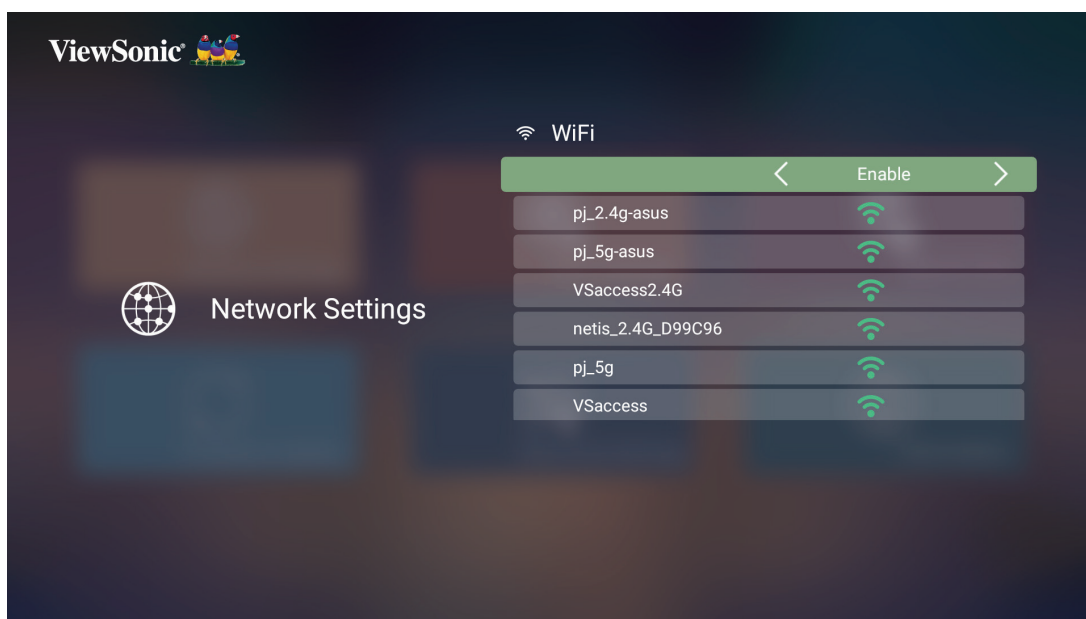 ViewSonic®
WiFi
Enable
pj_2.4g-asus
pj_5g-asus
VSaccess2.4G
Network Settings
netis_2.4G_D99C96
pj_5g
VSaccess